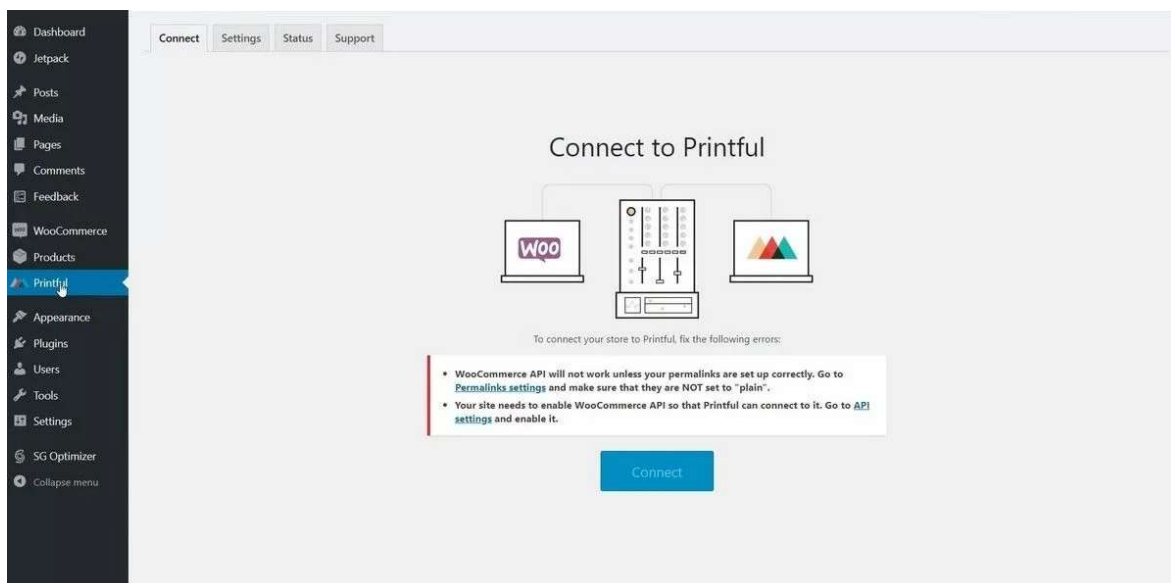 Dashboard
Jetpack
Posts
Media
Pages
Comments
Feedback
WooCommerce
Products
Printful
Appearance
Plugins
Users
Tools
Settings
SG Optimizer
Collapse menu
Connect Settings Status Support
Connect to Printful
Woo
To connect your store to Printful, fix the following errors:
• WooCommerce API will not work unless your permalinks are set up correctly. Go to
Permalinks settings and make sure that they are NOT set to "plain".
• Your site needs to enable WooCommerce API so that Printful can connect to it. Go to API
settings and enable it.
Connect